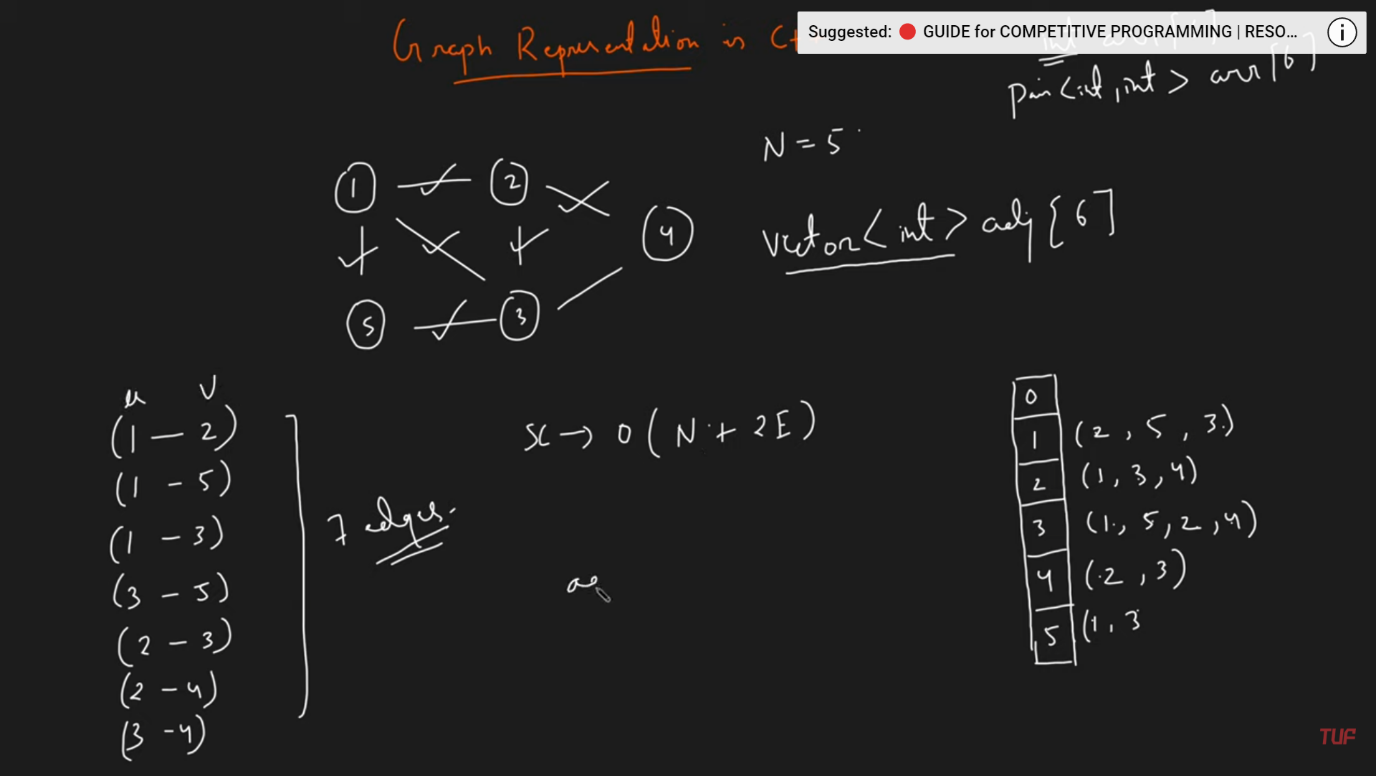 Suggested: 🔴 GUIDE for COMPETITIVE PROGRAMMING | RESO...
Graph Representation in C+
pair<int,int> arr[6]
N = 5
vector<int> adj[6]
1
2
4
5
3
u v
(1 — 2)
(1 - 5)
(1 - 3)
(3 - 5)
(2 - 3)
(2 - 4)
(3 - 4)
7 edges.
SC → O(N + 2E)
0
1 (2, 5, 3)
2 (1, 3, 4)
3 (1, 5, 2, 4)
4 (2, 3)
5 (1, 3
TUF